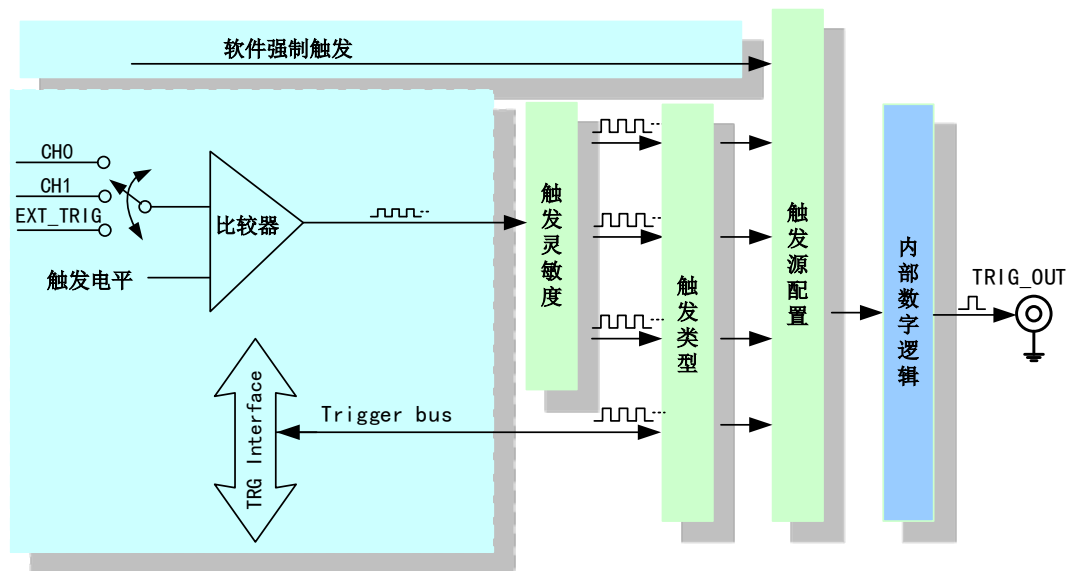 软件强制触发
CH0
CH1
EXT_TRIG
触发电平
比较器
触发灵敏度
触发类型
触发源配置
内部数字逻辑
TRIG_OUT
TRG Interface
Trigger bus